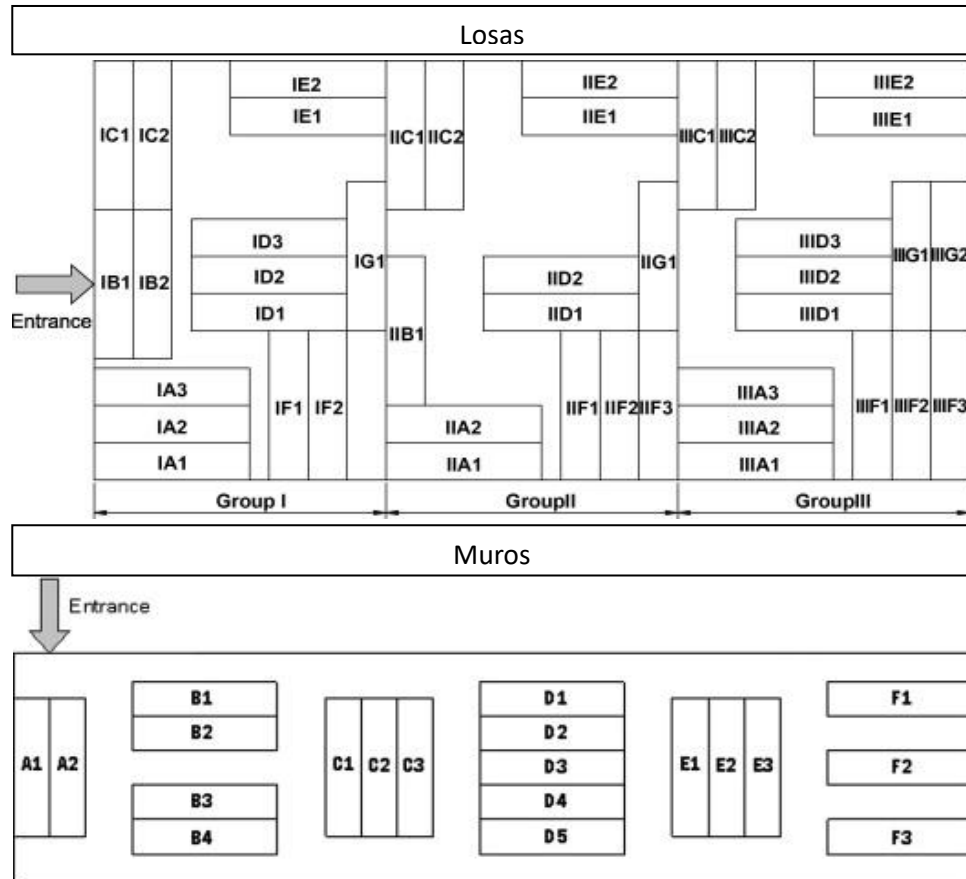 Losas
IE2 IIE2 IIIE2
IE1 IIE1 IIIE1
IC1 IC2 IIC1 IIC2 IIIC1 IIIC2
ID3 IIID3
IG1 IIG1 IIIG1 IIIG2
ID2 IID2 IIID2
IB1 IB2
ID1 IID1 IIID1
Entrance
IIB1
IA3 IIIA3
IF1 IF2 IIF1 IIF2 IIF3 IIIF1 IIIF2 IIIF3
IA2 IIA2 IIIA2
IA1 IIA1 IIIA1
Group I GroupII GroupIII
Muros
Entrance
B1 D1 F1
B2 D2
A1 A2 C1 C2 C3 D3 E1 E2 E3 F2
B3 D4
B4 D5 F3